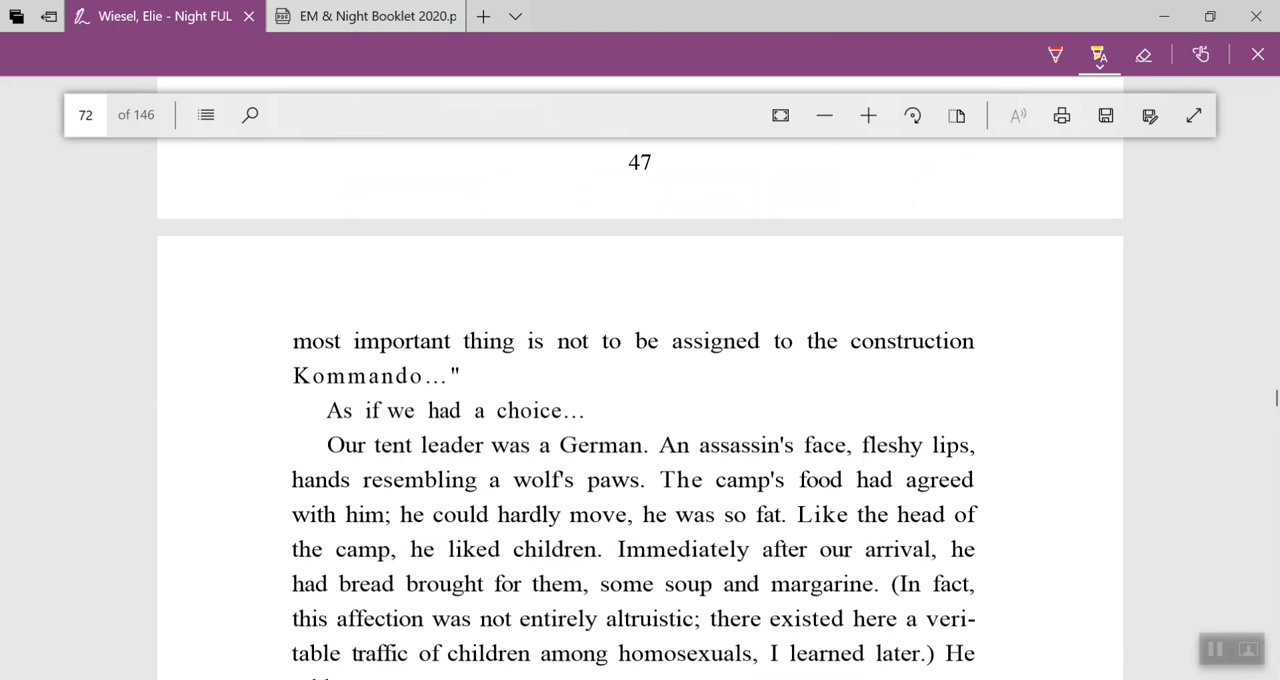 Wiesel, Elie - Night FUL
EM & Night Booklet 2020.p
72 of 146
47
most important thing is not to be assigned to the construction
Kommando..."
As if we had a choice...
Our tent leader was a German. An assassin's face, fleshy lips,
hands resembling a wolf's paws. The camp's food had agreed
with him; he could hardly move, he was so fat. Like the head of
the camp, he liked children. Immediately after our arrival, he
had bread brought for them, some soup and margarine. (In fact,
this affection was not entirely altruistic; there existed here a veri-
table traffic of children among homosexuals, I learned later.) He